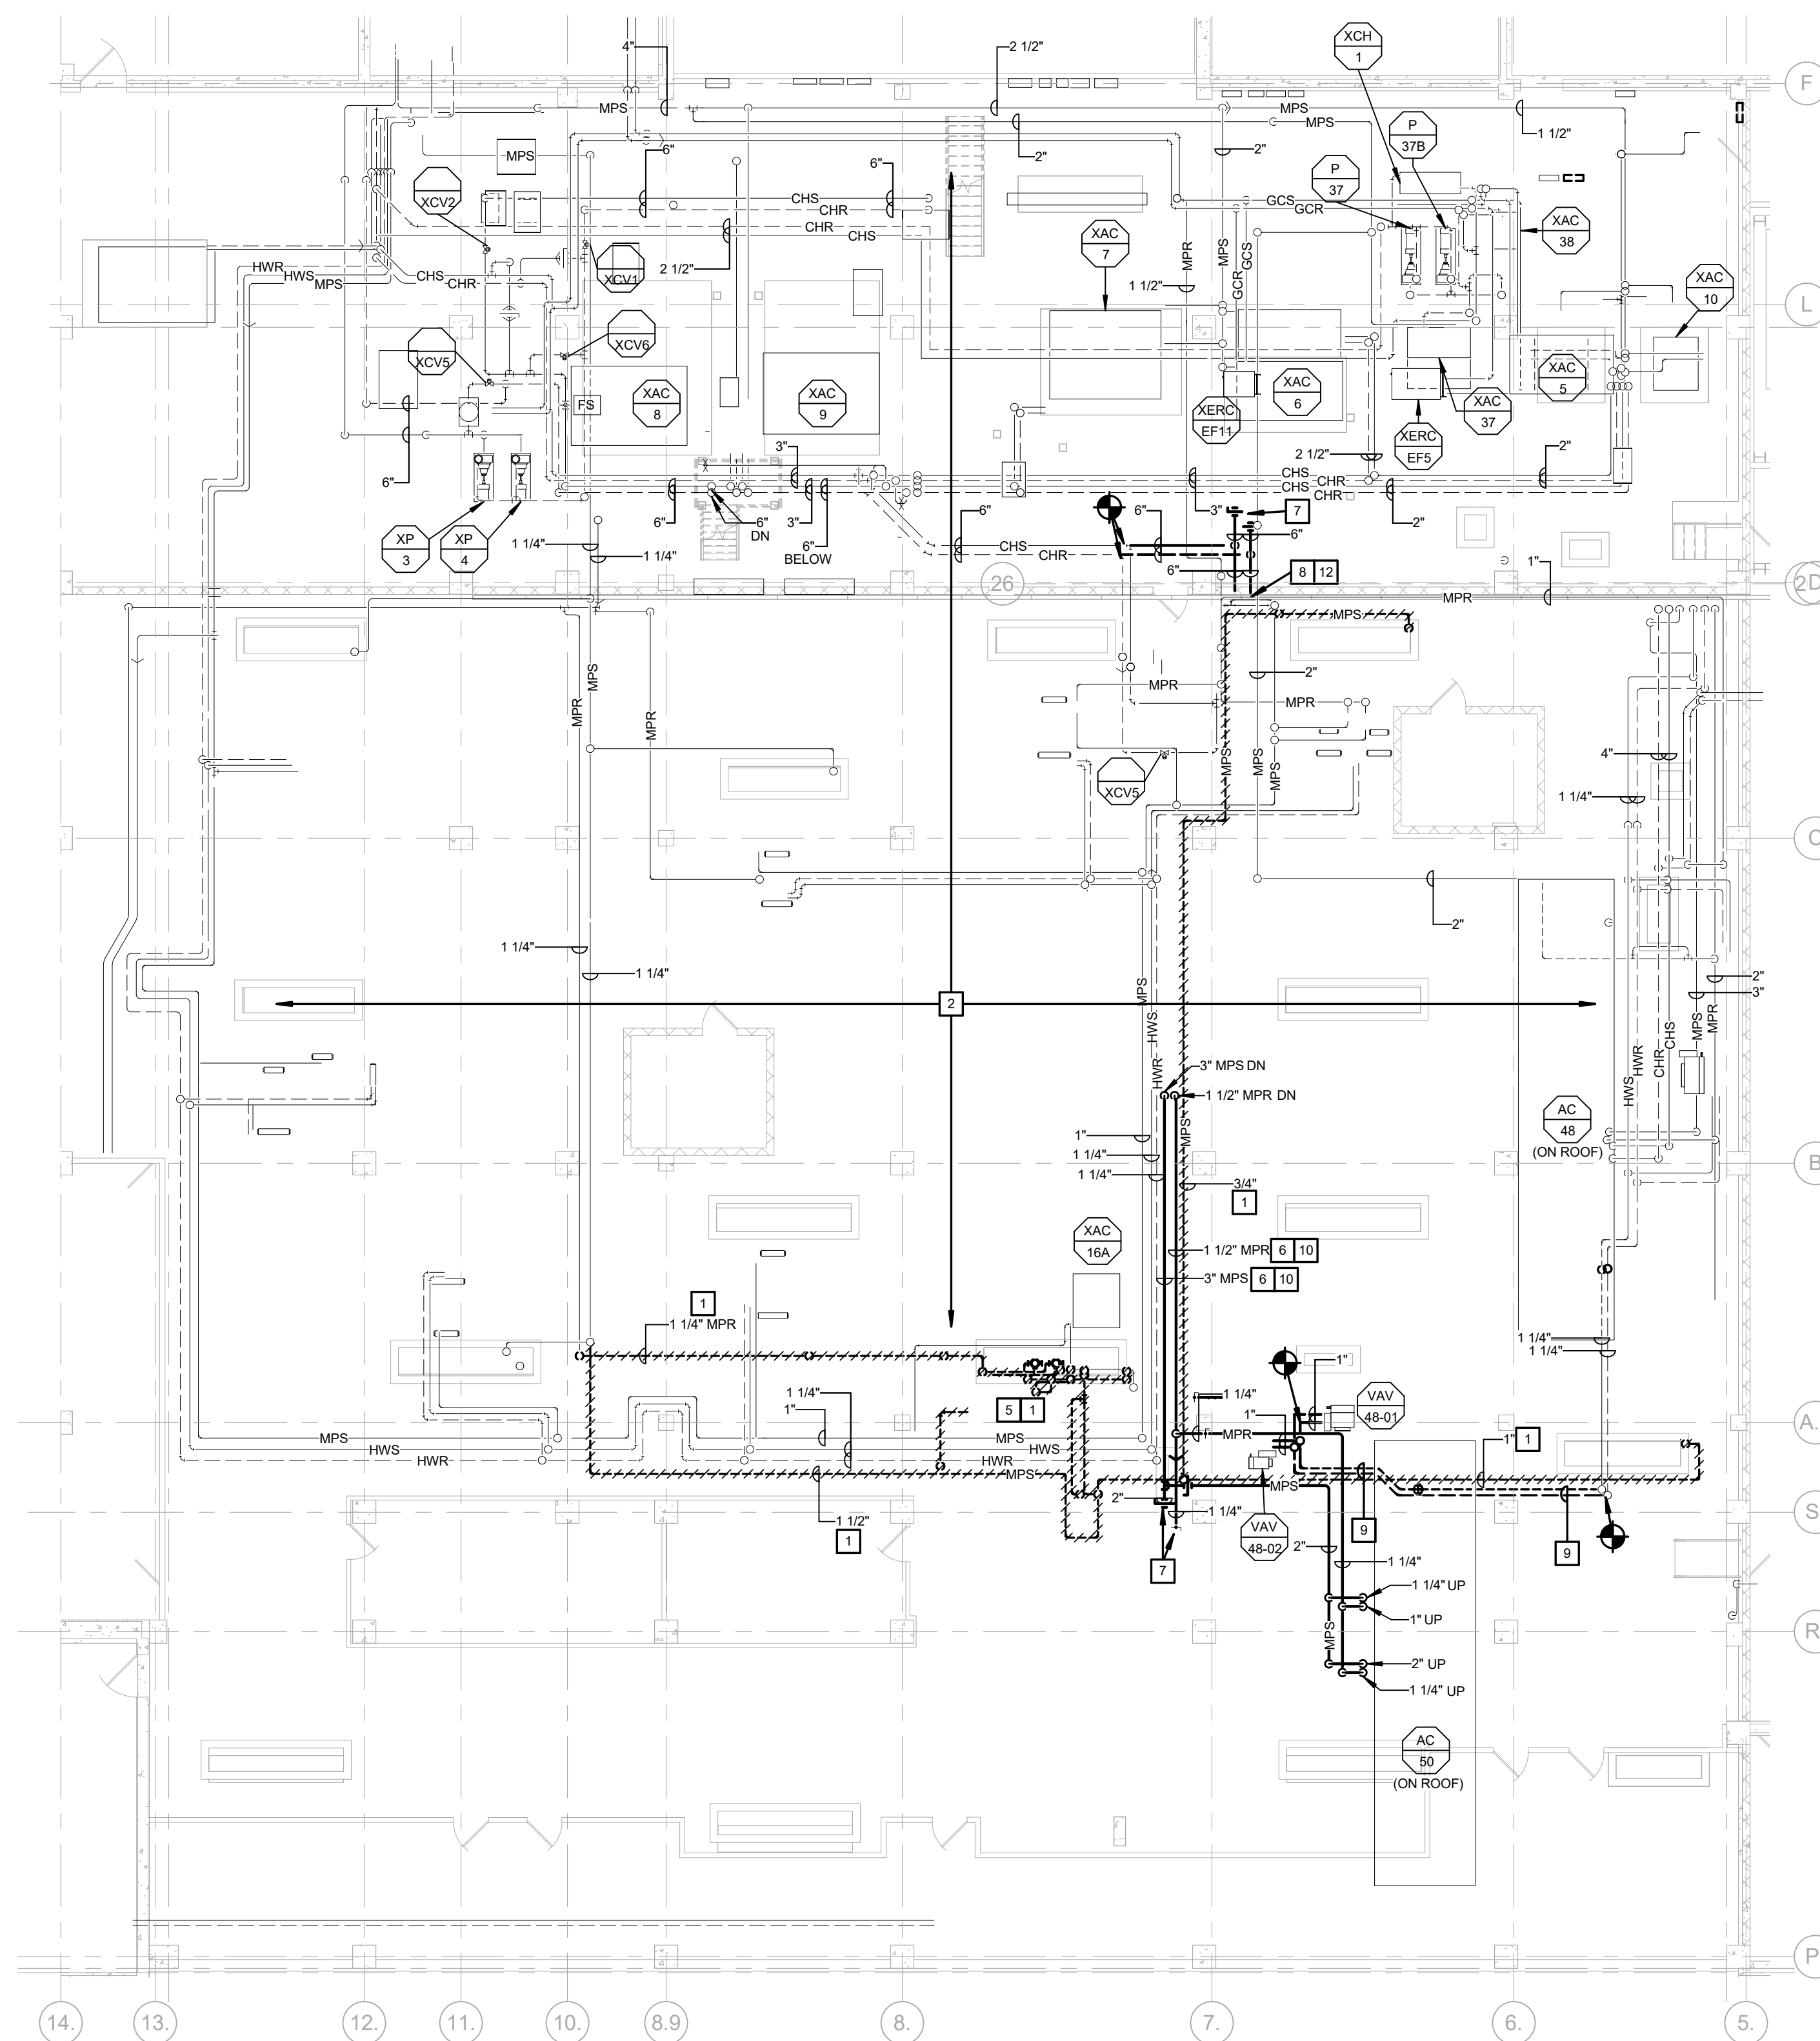 4"
2 1/2"
XCH
1
F
MPS
MPS
MPS
1 1/2"
P
37B
MPS
6"
2"
2"
6"
P
37
XCV2
CHS
CHR
CHR
CHS
GCS
GCR
XAC
38
XAC
7
HWR
HWS
MPS
CHS
CHR
2 1/2"
XCV1
MPR
MPS
GCS
GCR
1 1/2"
XAC
10
L
XCV6
XCV5
FS
XAC
8
XAC
9
XAC
6
XAC
5
XERC
EF11
XAC
37
XERC
EF5
3"
2"
2 1/2"
CHS
CHR
CHS
CHR
6"
6"
3"
6"
DN
6"
BELOW
6"
6"
3"
7
2"
2"
6"
XP
3
XP
4
1 1/4"
1 1/4"
CHS
CHR
6"
8
12
1"
26
2D
MPR
MPS
MPR
MPS
MPR
MPR
MPR
2"
XCV5
MPS
MPS
MPS
4"
1 1/4"
C
2"
1 1/4"
1 1/4"
2"
3"
2
MPS
HWS
HWR
MPS
MPR
CHS
CHR
HWR
HWS
3" MPS DN
1 1/2" MPR DN
MPS
AC
48
(ON ROOF)
1"
1 1/4"
1 1/4"
B
3/4"
1
XAC
16A
1 1/2" MPR
6
10
3" MPS
6
10
1
1 1/4" MPR
1 1/4"
1 1/4"
1"
VAV
48-01
1 1/4"
1 1/4"
1"
5
1
1"
A.
MPS
HWS
HWR
MPS
HWS
HWR
MPS
MPR
1"
1
MPS
2"
1 1/4"
S
1 1/2"
1
VAV
48-02
9
9
7
2"
1 1/4"
1 1/4" UP
1" UP
R
MPS
2" UP
1 1/4" UP
AC
50
(ON ROOF)
P
14.
13.
12.
11.
10.
8.9
8.
7.
6.
5.